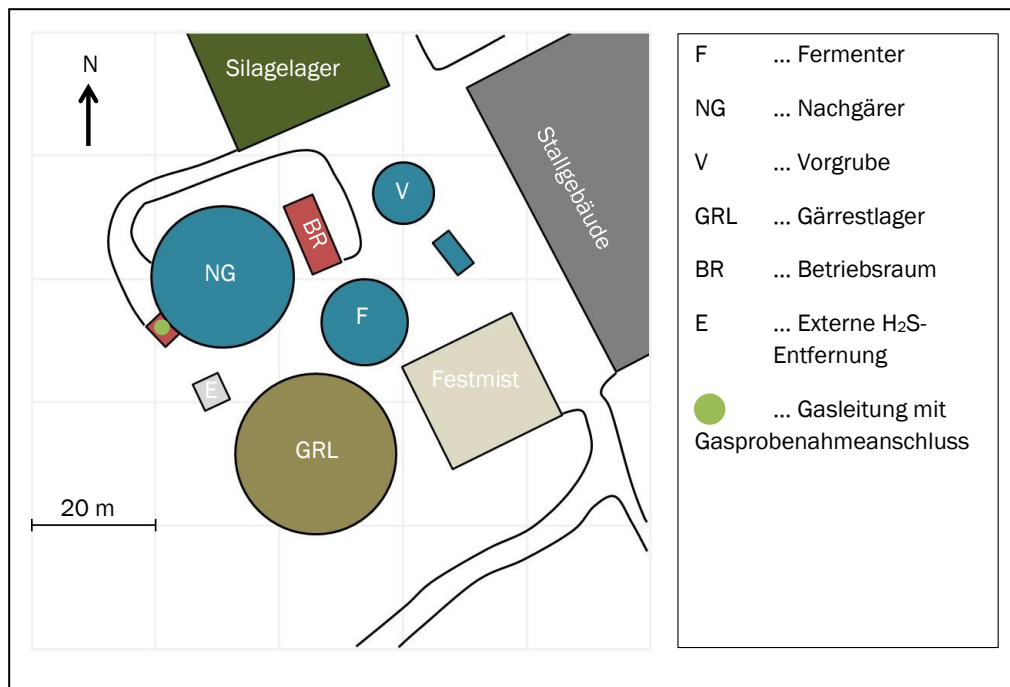 N
Silagelager
Stallgebäude
V
BR
NG
F
E
Festmist
GRL
20 m
F ... Fermenter
NG ... Nachgärer
V ... Vorgrube
GRL ... Gärrestlager
BR ... Betriebsraum
E ... Externe H₂S-
Entfernung
... Gasleitung mit
Gasprobenahmeanschluss